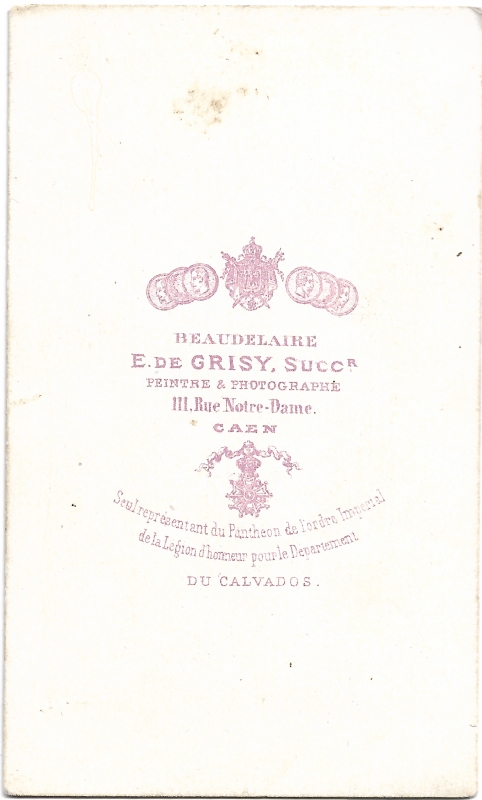 BEAUDELAIRE
E. DE GRISY, SUCCR
PEINTRE & PHOTOGRAPHE
111, Rue Notre-Dame.
CAEN
Seul représentant du Panthéon de l'ordre Impérial
de la Légion d'honneur pour le Département
DU CALVADOS.